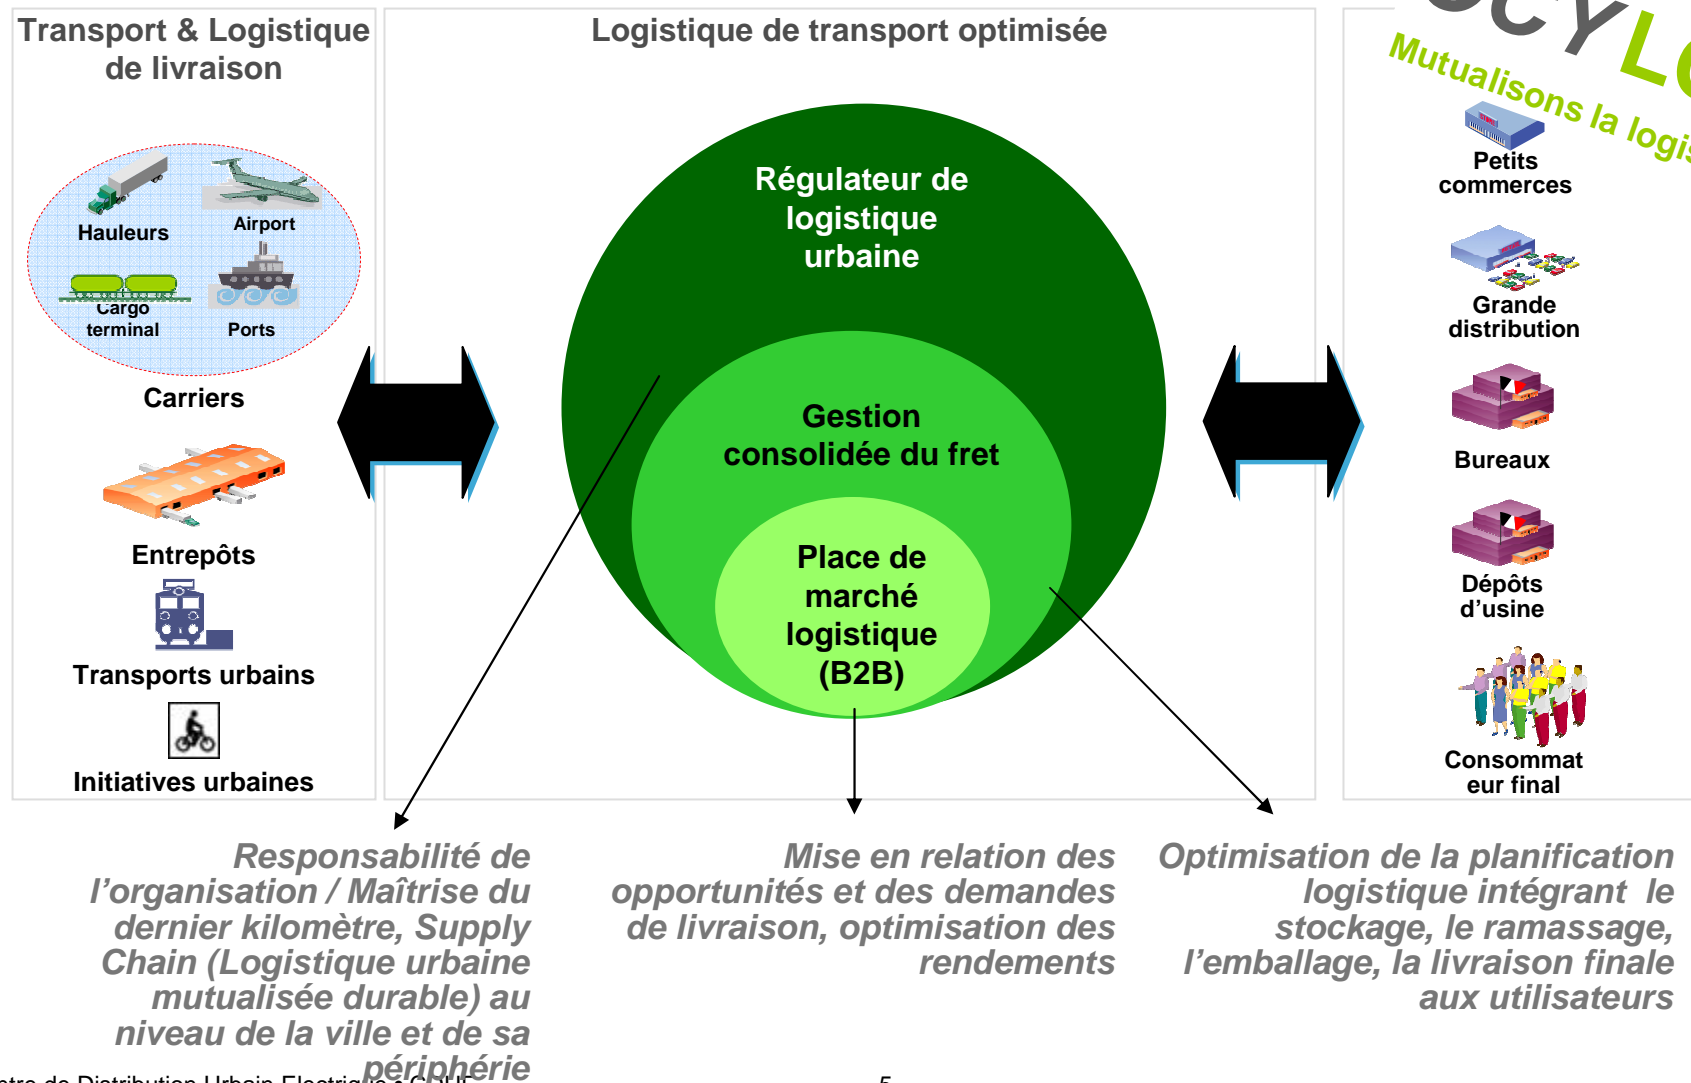 Transport & Logistique
de livraison
Hauleurs
Airport
Cargo
terminal
Ports
Carriers
Entrepôts
Transports urbains
Initiatives urbaines
Logistique de transport optimisée
Régulateur de
logistique
urbaine
Gestion
consolidée du fret
Place de
marché
logistique
(B2B)
Mutualisons la
Petits
commerces
Grande
distribution
Bureaux
Dépôts
d’usine
Consommat
eur final
Responsabilité de
l’organisation / Maîtrise du
dernier kilomètre, Supply
Chain (Logistique urbaine
mutualisée durable) au
niveau de la ville et de sa
périphérie
Mise en relation des
opportunités et des demandes
de livraison, optimisation des
rendements
Optimisation de la planification
logistique intégrant le
stockage, le ramassage,
l’emballage, la livraison finale
aux utilisateurs
de Distribution Urbain Electrique
5